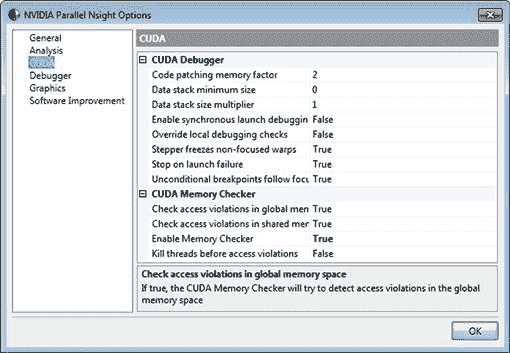 NVIDIA Parallel Nsight Options
General
Analysis
CUDA
Debugger
Graphics
Software Improvement
CUDA
CUDA Debugger
Code patching memory factor 2
Data stack minimum size 0
Data stack size multiplier 1
Enable synchronous launch debuggin False
Override local debugging checks False
Stepper freezes non-focused warps True
Stop on launch failure True
Unconditional breakpoints follow focu True
CUDA Memory Checker
Check access violations in global mem True
Check access violations in shared mem True
Enable Memory Checker True
Kill threads before access violations False
Check access violations in global memory space
If true, the CUDA Memory Checker will try to detect access violations in the global
memory space
OK